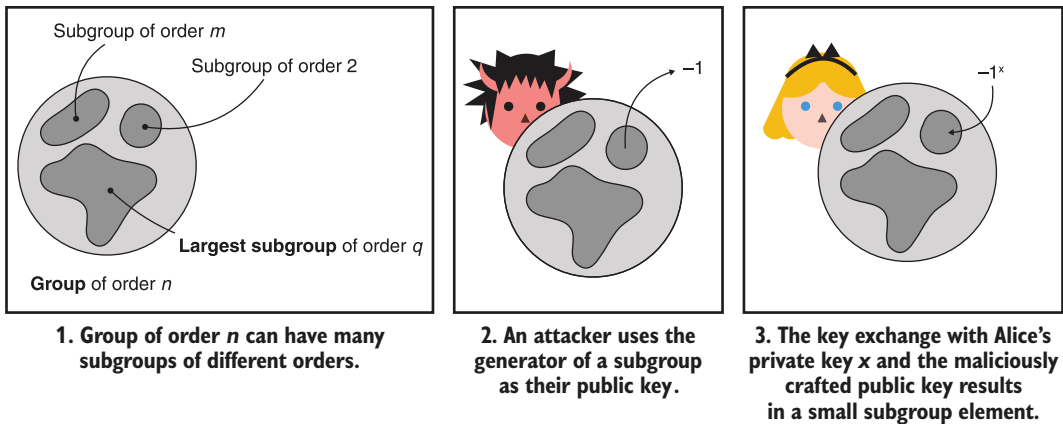 Subgroup of order m
Subgroup of order 2
Largest subgroup of order q
Group of order n
1. Group of order n can have many
subgroups of different orders.
–1
2. An attacker uses the
generator of a subgroup
as their public key.
–1ˣ
3. The key exchange with Alice’s
private key x and the maliciously
crafted public key results
in a small subgroup element.